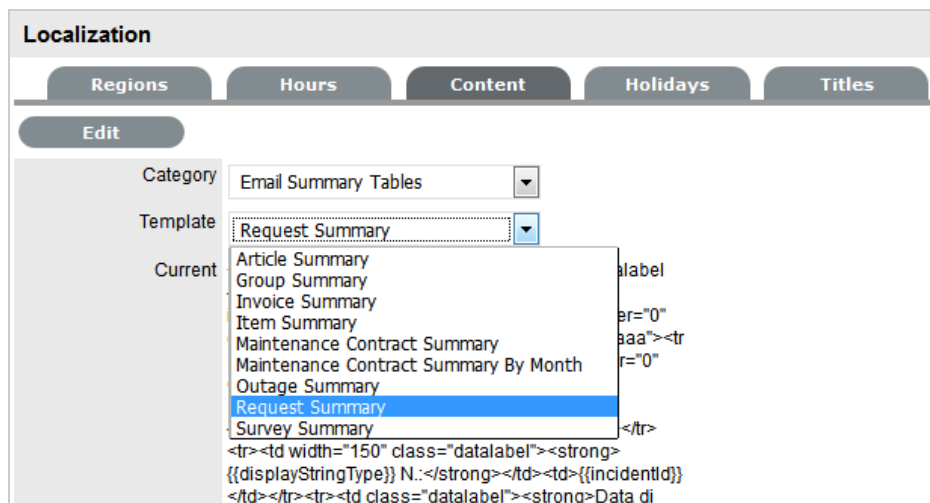 Localization
Regions Hours Content Holidays Titles
Edit
Category Email Summary Tables
Template Request Summary
Article Summary
Current alabel
Group Summary
Invoice Summary er="0"
Item Summary
Maintenance Contract Summary aaa"><tr
Maintenance Contract Summary By Month r="0"
Outage Summary
Request Summary
Survey Summary </tr>
<tr><td width="150" class="datalabel"><strong>
{{displayStringType}} N.:</strong></td><td>{{incidentId}}
</td></tr><tr><td class="datalabel"><strong>Data di